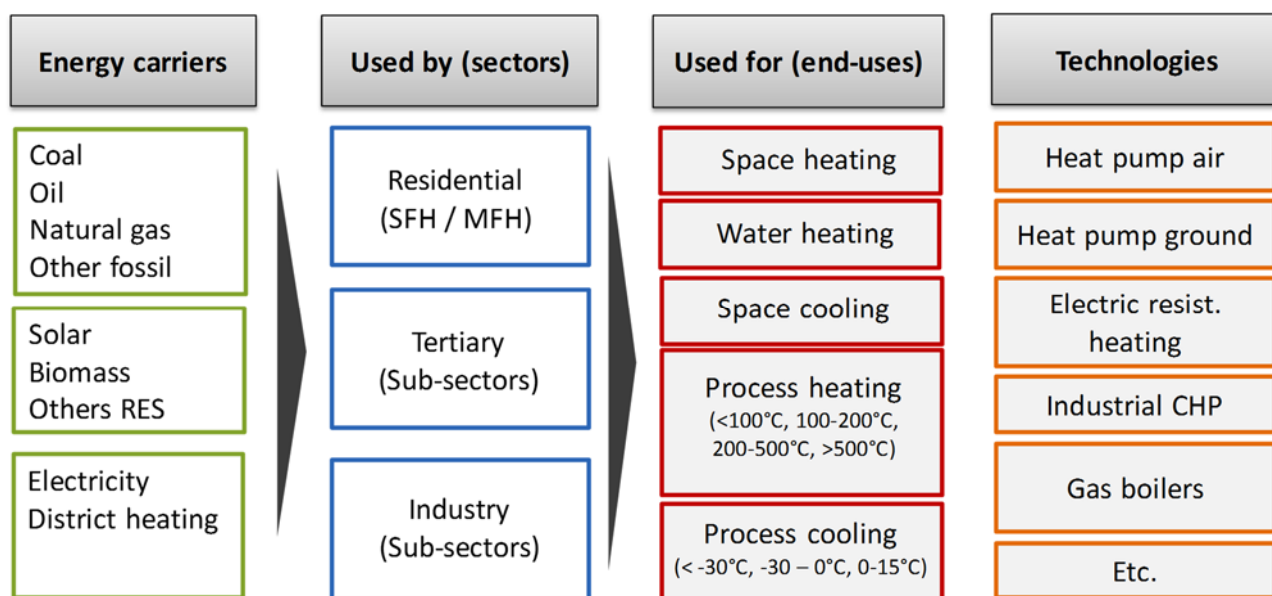 Energy carriers
Coal
Oil
Natural gas
Other fossil
Solar
Biomass
Others RES
Electricity
District heating
Used by (sectors)
Residential
(SFH / MFH)
Tertiary
(Sub-sectors)
Industry
(Sub-sectors)
Used for (end-uses)
Space heating
Water heating
Space cooling
Process heating
(<100°C, 100-200°C,
200-500°C, >500°C)
Process cooling
(< -30°C, -30 – 0°C, 0-15°C)
Technologies
Heat pump air
Heat pump ground
Electric resist.
heating
Industrial CHP
Gas boilers
Etc.